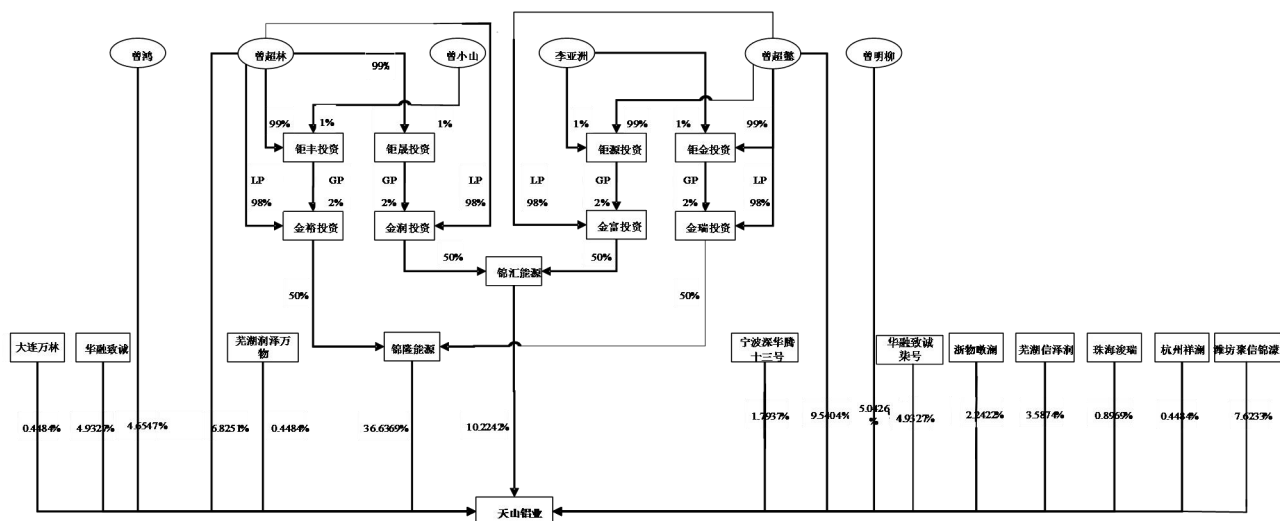 曾鸿
曾超林
曾小山
李亚洲
曾超懿
曾明柳
99%
99%
1%
1%
1%
99%
1%
99%
钜丰投资
钜晟投资
钜源投资
钜金投资
LP
GP
GP
LP
LP
GP
GP
LP
98%
2%
2%
98%
98%
2%
2%
98%
金裕投资
金润投资
金富投资
金瑞投资
50%
50%
锦汇能源
50%
50%
大连万林
华融致诚
芜湖润泽万
物
锦隆能源
宁波深华腾
十三号
华融致诚
柒号
浙物暾澜
芜湖信泽润
珠海浚瑞
杭州祥澜
潍坊聚信锦濛
0.4484%
4.9327%
4.6547%
6.8251%
0.4484%
36.6369%
10.2242%
1.7937%
9.5404%
5.0426
%
4.9327%
2.2422%
3.5874%
0.8969%
0.4484%
7.6233%
天山铝业